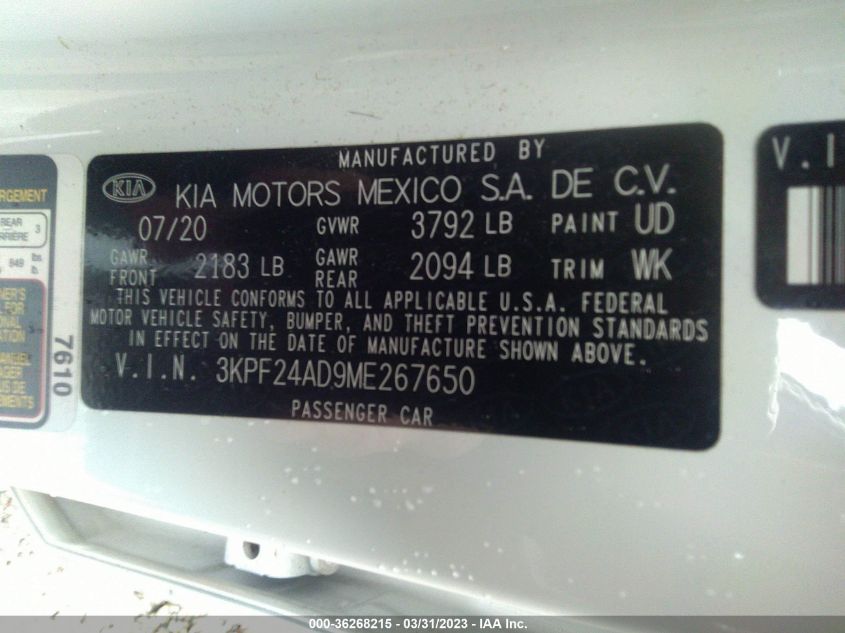 MANUFACTURED BY
KIA KIA MOTORS MEXICO S.A. DE C.V.
07/20 GVWR 3792 LB PAINT UD
GAWR FRONT 2183 LB GAWR REAR 2094 LB TRIM WK
THIS VEHICLE CONFORMS TO ALL APPLICABLE U.S.A. FEDERAL
MOTOR VEHICLE SAFETY, BUMPER, AND THEFT PREVENTION STANDARDS
IN EFFECT ON THE DATE OF MANUFACTURE SHOWN ABOVE.
V.I.N. 3KPF24AD9ME267650
PASSENGER CAR
REAR 3
849 lbs
7610
V.I
000-36268215 - 03/31/2023 - IAA Inc.